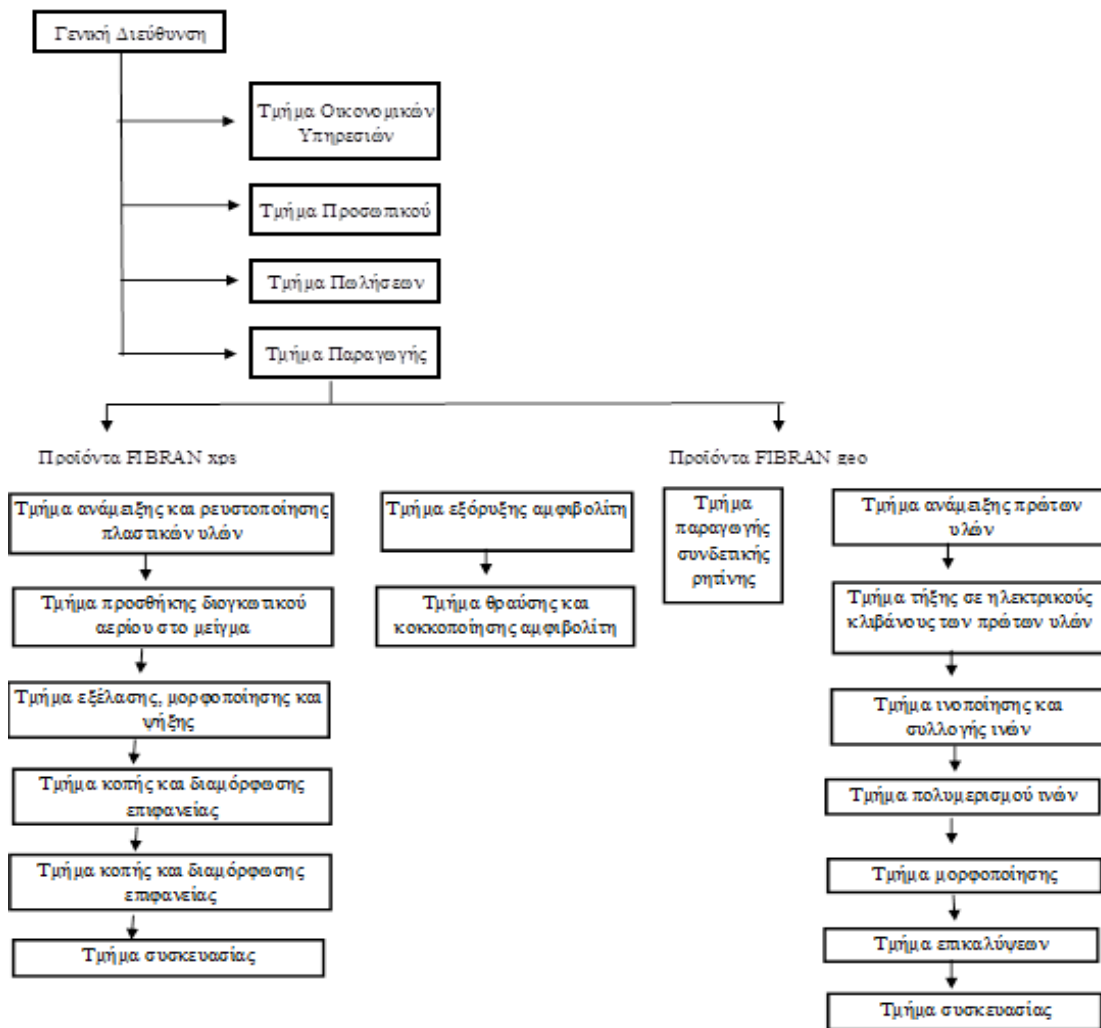 Γενική Διεύθυνση
Τμήμα Οικονομικών
Υπηρεσιών
Τμήμα Προσωπικού
Τμήμα Πωλήσεων
Τμήμα Παραγωγής
Προϊόντα FIBRAN xps
Τμήμα ανάμειξης και ρευστοποίησης
πλαστικών υλών
Τμήμα προσθήκης διογκωτικού
αερίου στο μείγμα
Τμήμα εξέλασης, μορφοποίησης και
ψήξης
Τμήμα κοπής και διαμόρφωσης
επιφανείας
Τμήμα κοπής και διαμόρφωσης
επιφανείας
Τμήμα συσκευασίας
Τμήμα εξόρυξης αμφιβολίτη
Τμήμα θραύσης και
κοκκοποίησης αμφιβολίτη
Προϊόντα FIBRAN geo
Τμήμα
παραγωγής
συνδετικής
ρητίνης
Τμήμα ανάμειξης πρώτων
υλών
Τμήμα τήξης σε ηλεκτρικούς
κλιβάνους των πρώτων υλών
Τμήμα ινοποίησης και
συλλογής ινών
Τμήμα πολυμερισμού ινών
Τμήμα μορφοποίησης
Τμήμα επικαλύψεων
Τμήμα συσκευασίας